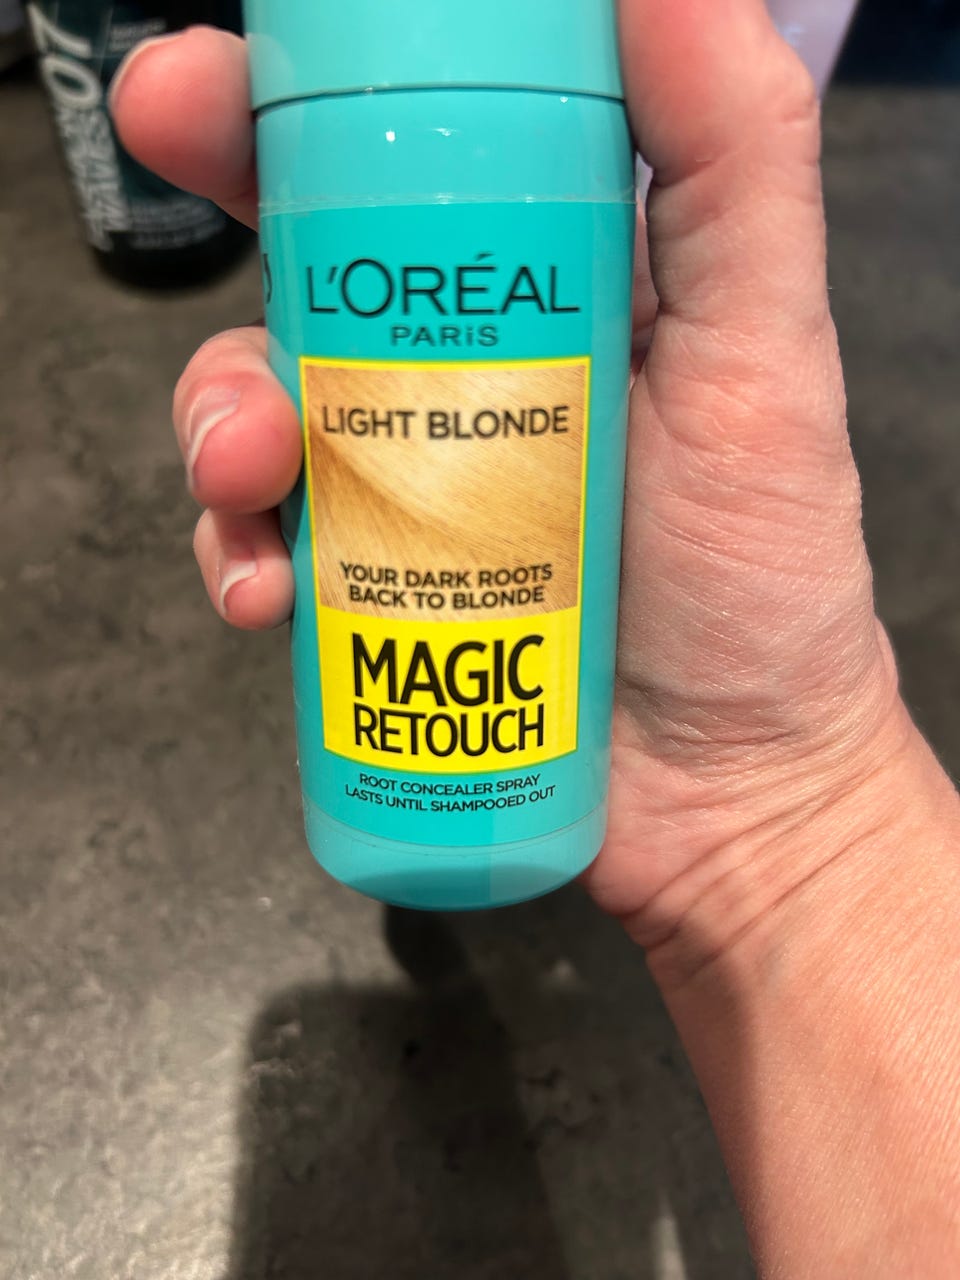 L'ORÉAL
PARIS
LIGHT BLONDE
YOUR DARK ROOTS
BACK TO BLONDE
MAGIC
RETOUCH
ROOT CONCEALER SPRAY
LASTS UNTIL SHAMPOOED OUT